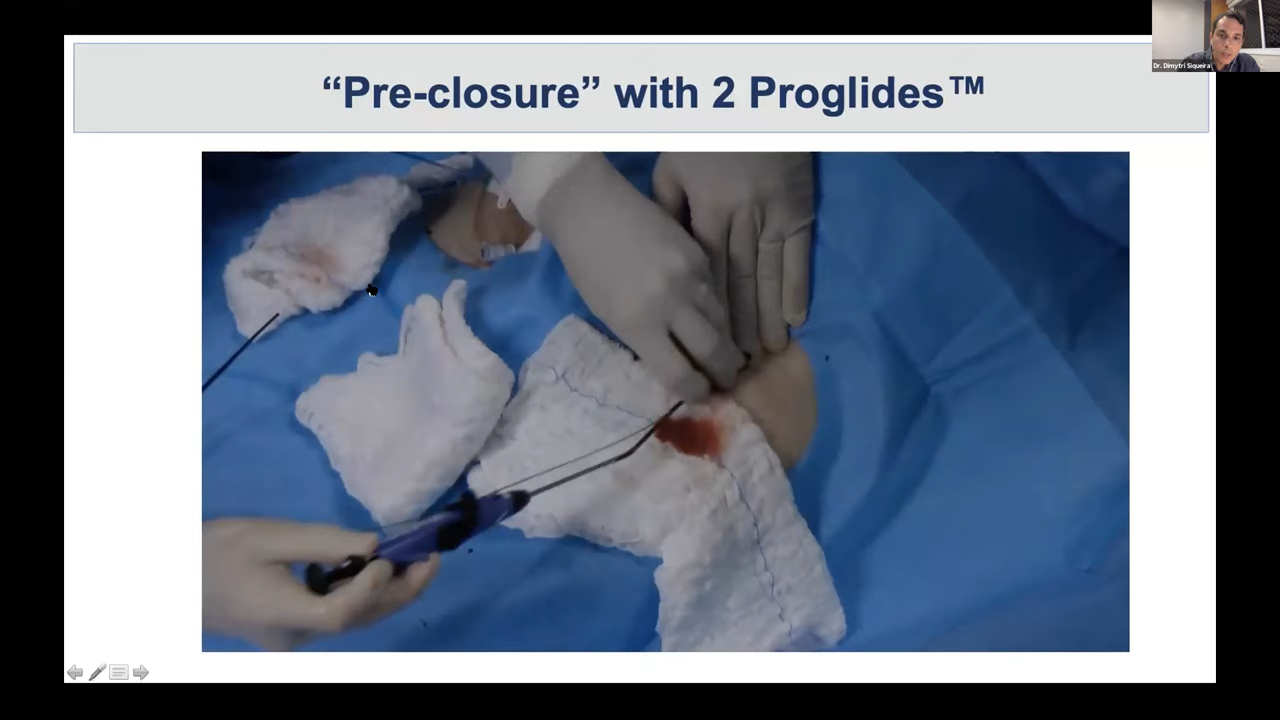 “Pre-closure” with 2 Proglides™
Dr. Dimytri Siqueira